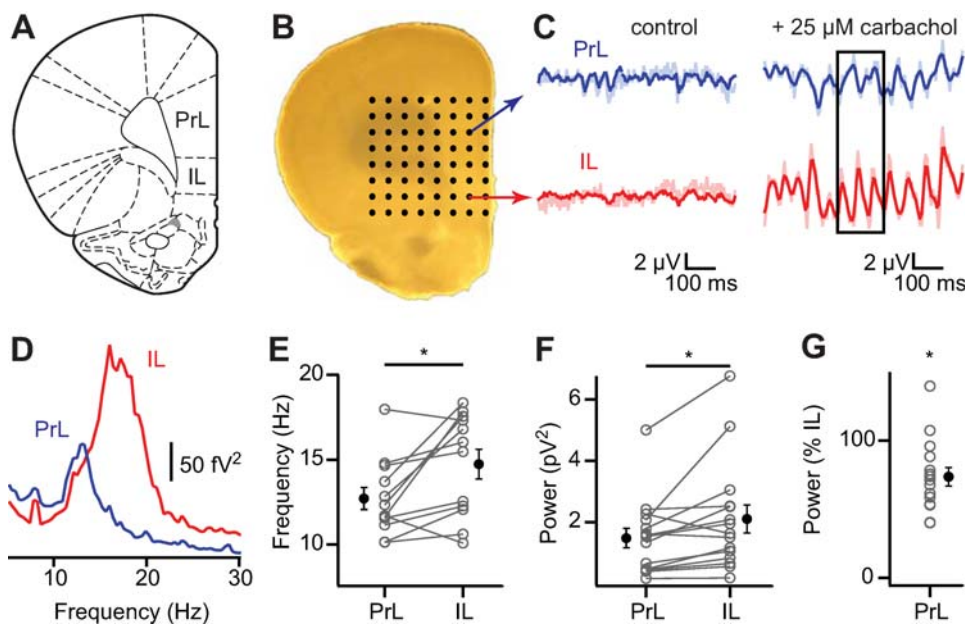 A
PrL
IL
B
C
control
+ 25 µM carbachol
PrL
IL
2 µV
100 ms
2 µV
100 ms
D
IL
PrL
50 fV²
10
20
30
Frequency (Hz)
E
*
Frequency (Hz)
20
15
10
PrL
IL
F
*
Power (pV²)
6
4
2
PrL
IL
G
*
Power (% IL)
100
0
PrL